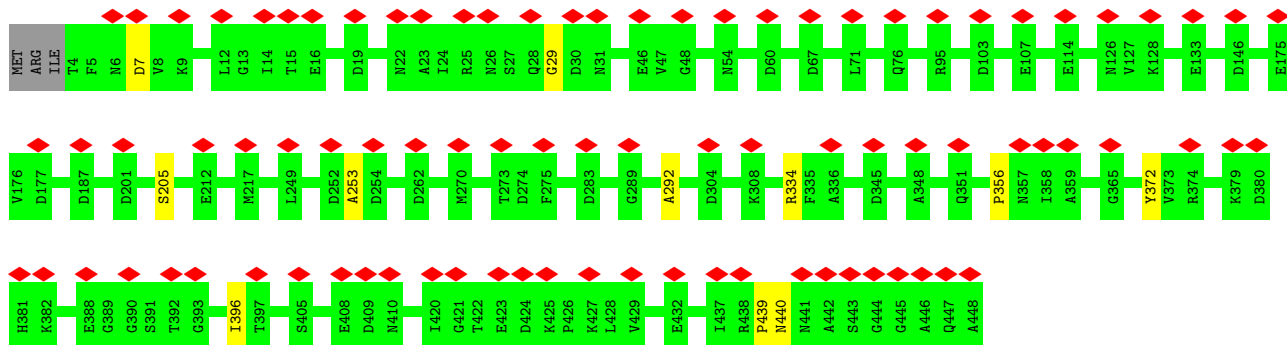 MET ARG ILE T4 F5 N6 D7 V8 K9 L12 G13 I14 T15 E16 D19 N22 A23 I24 R25 N26 S27 Q28 G29 D30 N31 E46 V47 G48 N54 D60 D67 L71 Q76 R95 D103 E107 E114 N126 V127 K128 E133 D146 E175
V176 D177 D187 D201 S205 E212 M217 L249 D252 A253 D254 D262 M270 T273 D274 F275 D283 G289 A292 D304 K308 R334 F335 A336 D345 A348 Q351 P356 N357 I358 A359 G365 Y372 V373 R374 K379 D380
H381 K382 E388 G389 G390 S391 T392 G393 I396 T397 S405 E408 D409 N410 I420 G421 T422 E423 D424 K425 P426 K427 L428 V429 E432 I437 R438 P439 N440 N441 A442 S443 G444 G445 A446 Q447 A448